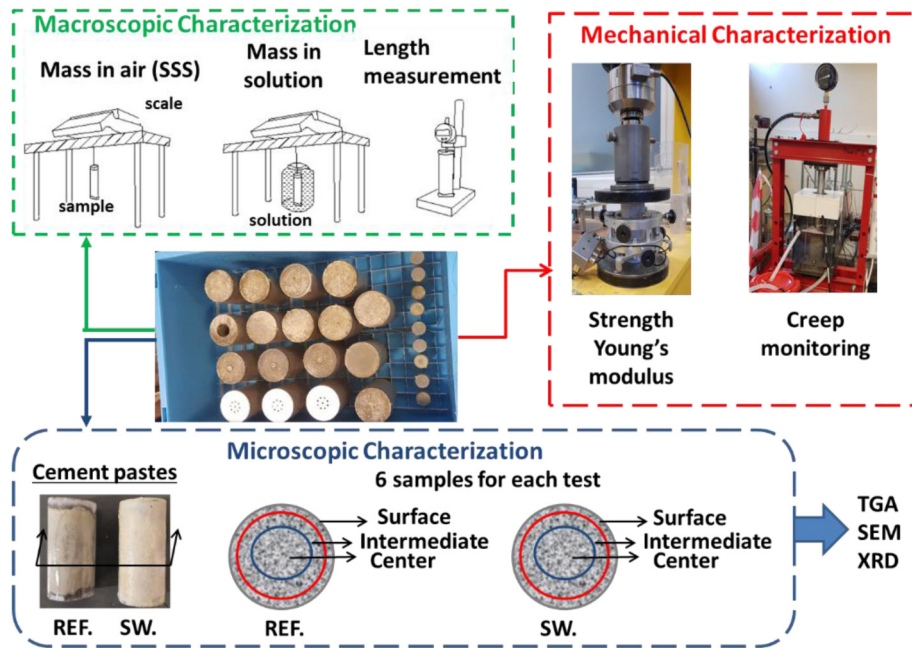 Macroscopic Characterization
Mass in air (SSS)
scale
sample
Mass in
solution
solution
Length
measurement
Mechanical Characterization
Strength
Young's
modulus
Creep
monitoring
Microscopic Characterization
Cement pastes
REF.
SW.
6 samples for each test
Surface
Intermediate
Center
REF.
Surface
Intermediate
Center
SW.
TGA
SEM
XRD